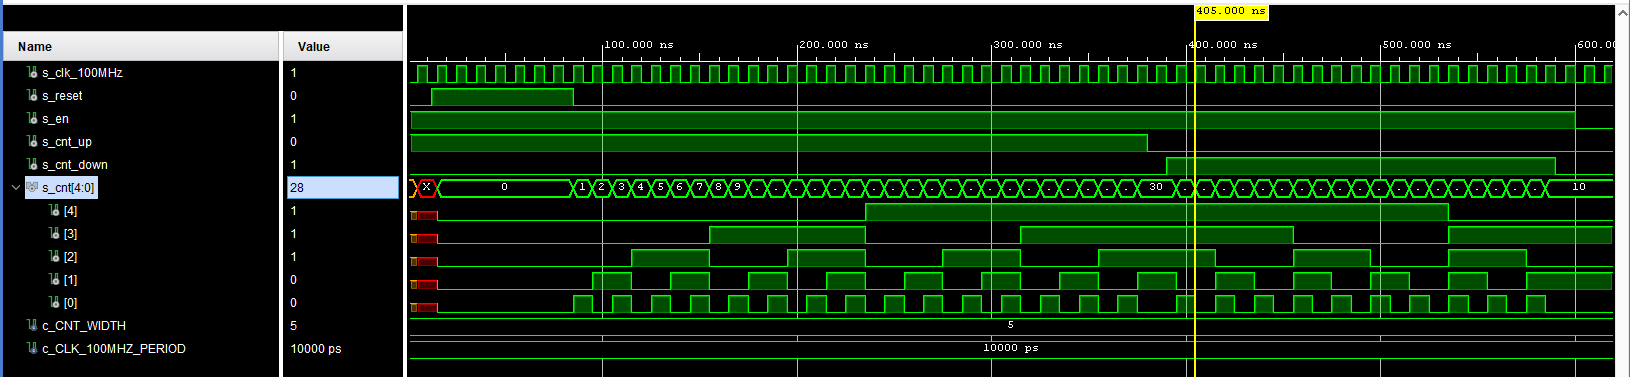 405.000 ns
Name Value
100.000 ns 200.000 ns 300.000 ns 400.000 ns 500.000 ns 600.0
s_clk_100MHz 1
s_reset 0
s_en 1
s_cnt_up 0
s_cnt_down 1
s_cnt[4:0] 28 X 0 1 2 3 4 5 6 7 8 9 . . . . . . . . . . . 30 . . . . . . . . . . . . . . . . . . . 10
[4] 1
[3] 1
[2] 1
[1] 0
[0] 0
c_CNT_WIDTH 5 5
c_CLK_100MHZ_PERIOD 10000 ps 10000 ps